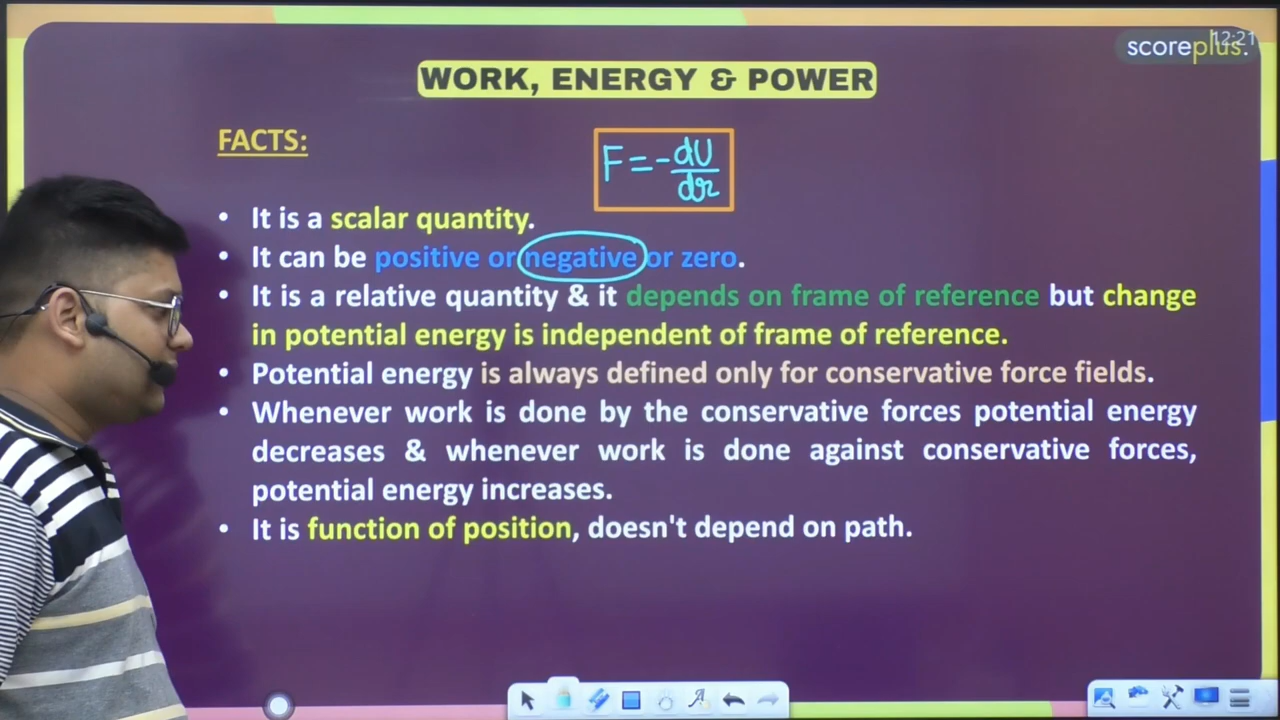 12:21
scoreplus.
WORK, ENERGY & POWER
FACTS:
F = - dU/dr
• It is a scalar quantity.
• It can be positive or negative or zero.
• It is a relative quantity & it depends on frame of reference but change
in potential energy is independent of frame of reference.
• Potential energy is always defined only for conservative force fields.
• Whenever work is done by the conservative forces potential energy
decreases & whenever work is done against conservative forces,
potential energy increases.
• It is function of position, doesn't depend on path.